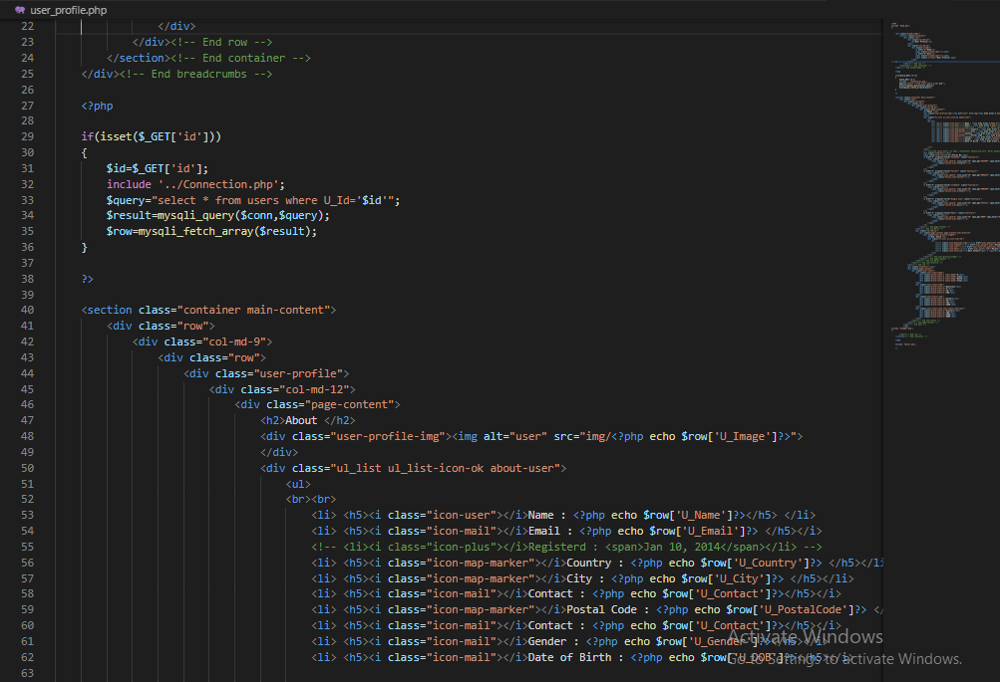 user_profile.php
22 </div>
23 </div><!-- End row -->
24 </section><!-- End container -->
25 </div><!-- End breadcrumbs -->
26
27 <?php
28
29 if(isset($_GET['id']))
30 {
31 $id=$_GET['id'];
32 include '../Connection.php';
33 $query="select * from users where U_Id='$id'";
34 $result=mysqli_query($conn,$query);
35 $row=mysqli_fetch_array($result);
36 }
37
38 ?>
39
40 <section class="container main-content">
41 <div class="row">
42 <div class="col-md-9">
43 <div class="row">
44 <div class="user-profile">
45 <div class="col-md-12">
46 <div class="page-content">
47 <h2>About </h2>
48 <div class="user-profile-img"><img alt="user" src="img/<?php echo $row['U_Image']?>">
49 </div>
50 <div class="ul_list ul_list-icon-ok about-user">
51 <ul>
52 <br><br>
53 <li> <h5><i class="icon-user"></i>Name : <?php echo $row['U_Name']?></h5> </li>
54 <li> <h5><i class="icon-mail"></i>Email : <?php echo $row['U_Email']?> </h5></i>
55 <!-- <li><i class="icon-plus"></i>Registerd : <span>Jan 10, 2014</span></li> -->
56 <li> <h5><i class="icon-map-marker"></i>Country : <?php echo $row['U_Country']?> </h5></li
57 <li> <h5><i class="icon-map-marker"></i>City : <?php echo $row['U_City']?> </h5></li>
58 <li> <h5><i class="icon-mail"></i>Contact : <?php echo $row['U_Contact']?></h5></i>
59 <li> <h5><i class="icon-map-marker"></i>Postal Code : <?php echo $row['U_PostalCode']?> </
60 <li> <h5><i class="icon-mail"></i>Contact : <?php echo $row['U_Contact']?></h5></i>
61 <li> <h5><i class="icon-mail"></i>Gender : <?php echo $row['U_Gender']?></h5></i
62 <li> <h5><i class="icon-mail"></i>Date of Birth : <?php echo $row['U_DOB']?></h5></i>
63
Activate Windows
Go to Settings to activate Windows.